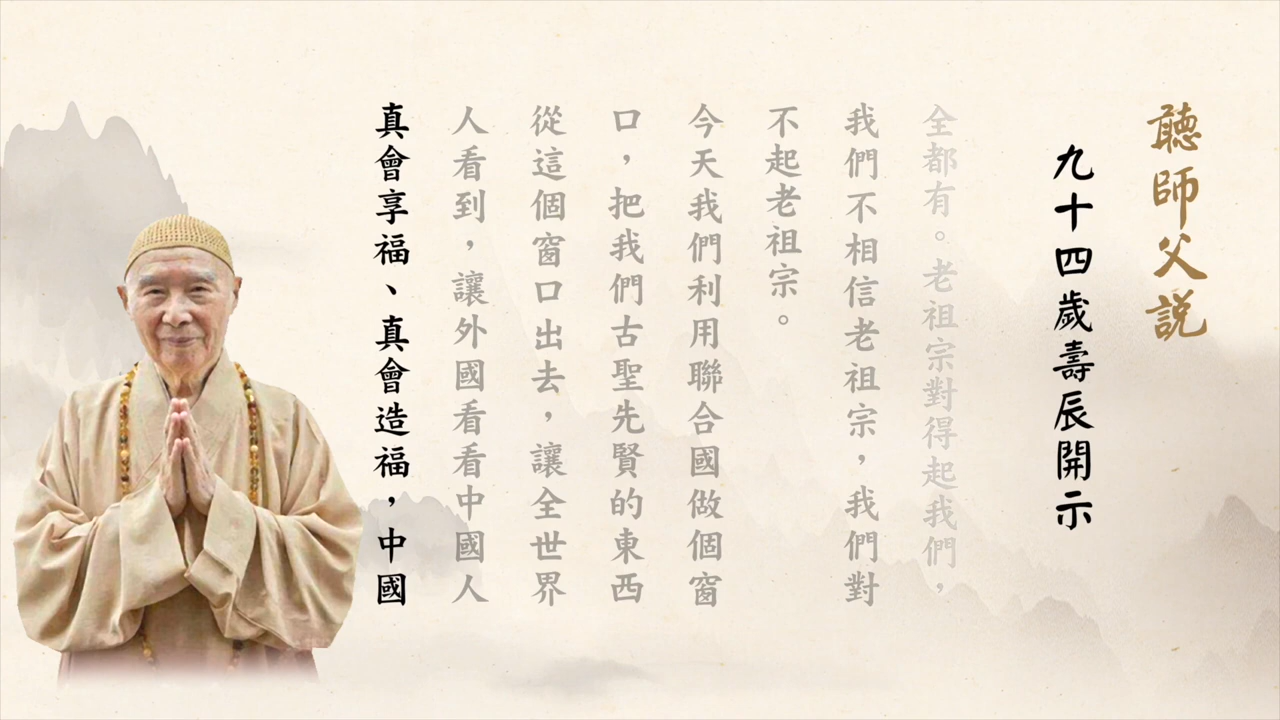 聽師父説
九十四歲壽辰開示
全都有。老祖宗對得起我們，
我們不相信老祖宗，我們對
不起老祖宗。
今天我們利用聯合國做個窗
口，把我們古聖先賢的東西
從這個窗口出去，讓全世界
人看到，讓外國看看中國人
真會享福、真會造福，中國